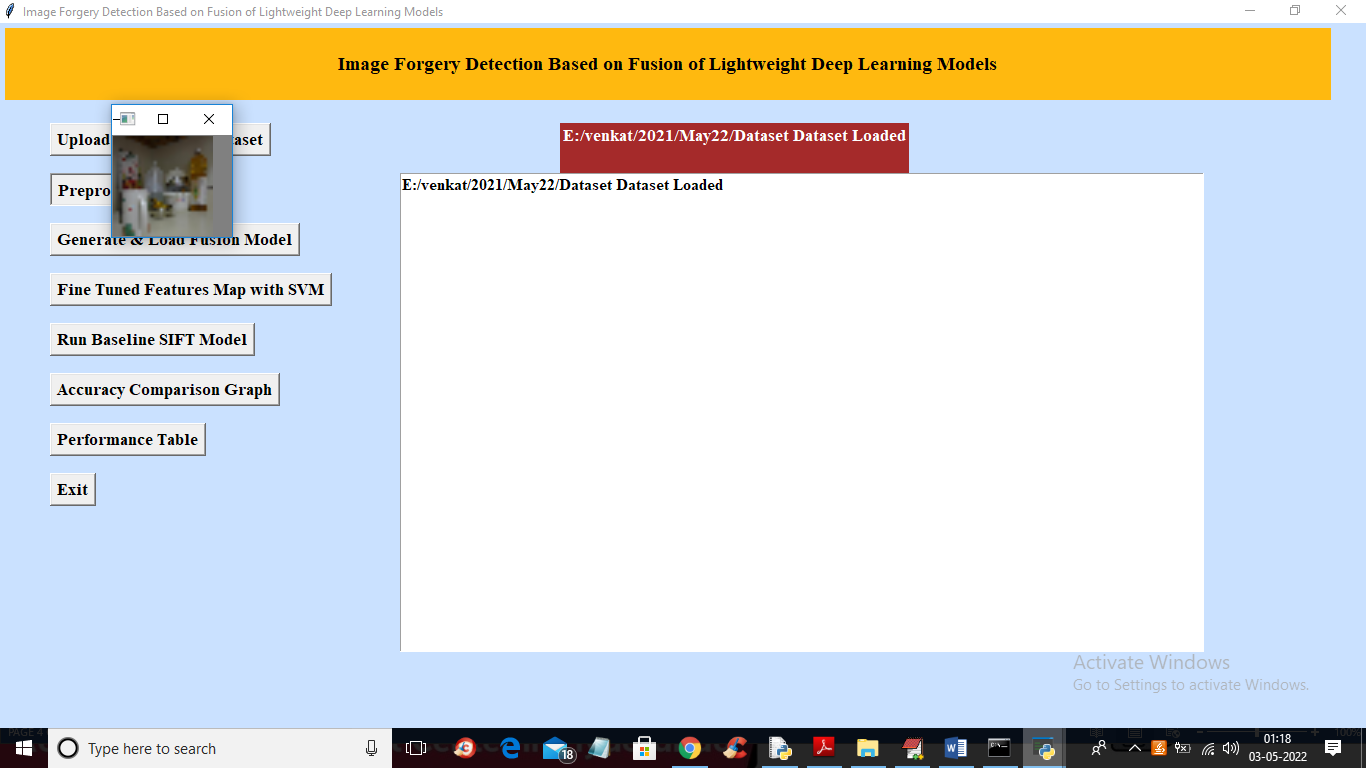 Image Forgery Detection Based on Fusion of Lightweight Deep Learning Models
Image Forgery Detection Based on Fusion of Lightweight Deep Learning Models
Upload
aset
E:/venkat/2021/May22/Dataset Dataset Loaded
E:/venkat/2021/May22/Dataset Dataset Loaded
Prepro
Generate & Load Fusion Model
Fine Tuned Features Map with SVM
Run Baseline SIFT Model
Accuracy Comparison Graph
Performance Table
Exit
Activate Windows
Go to Settings to activate Windows.
PAGE 4
100%
Type here to search
18
01:18
03-05-2022